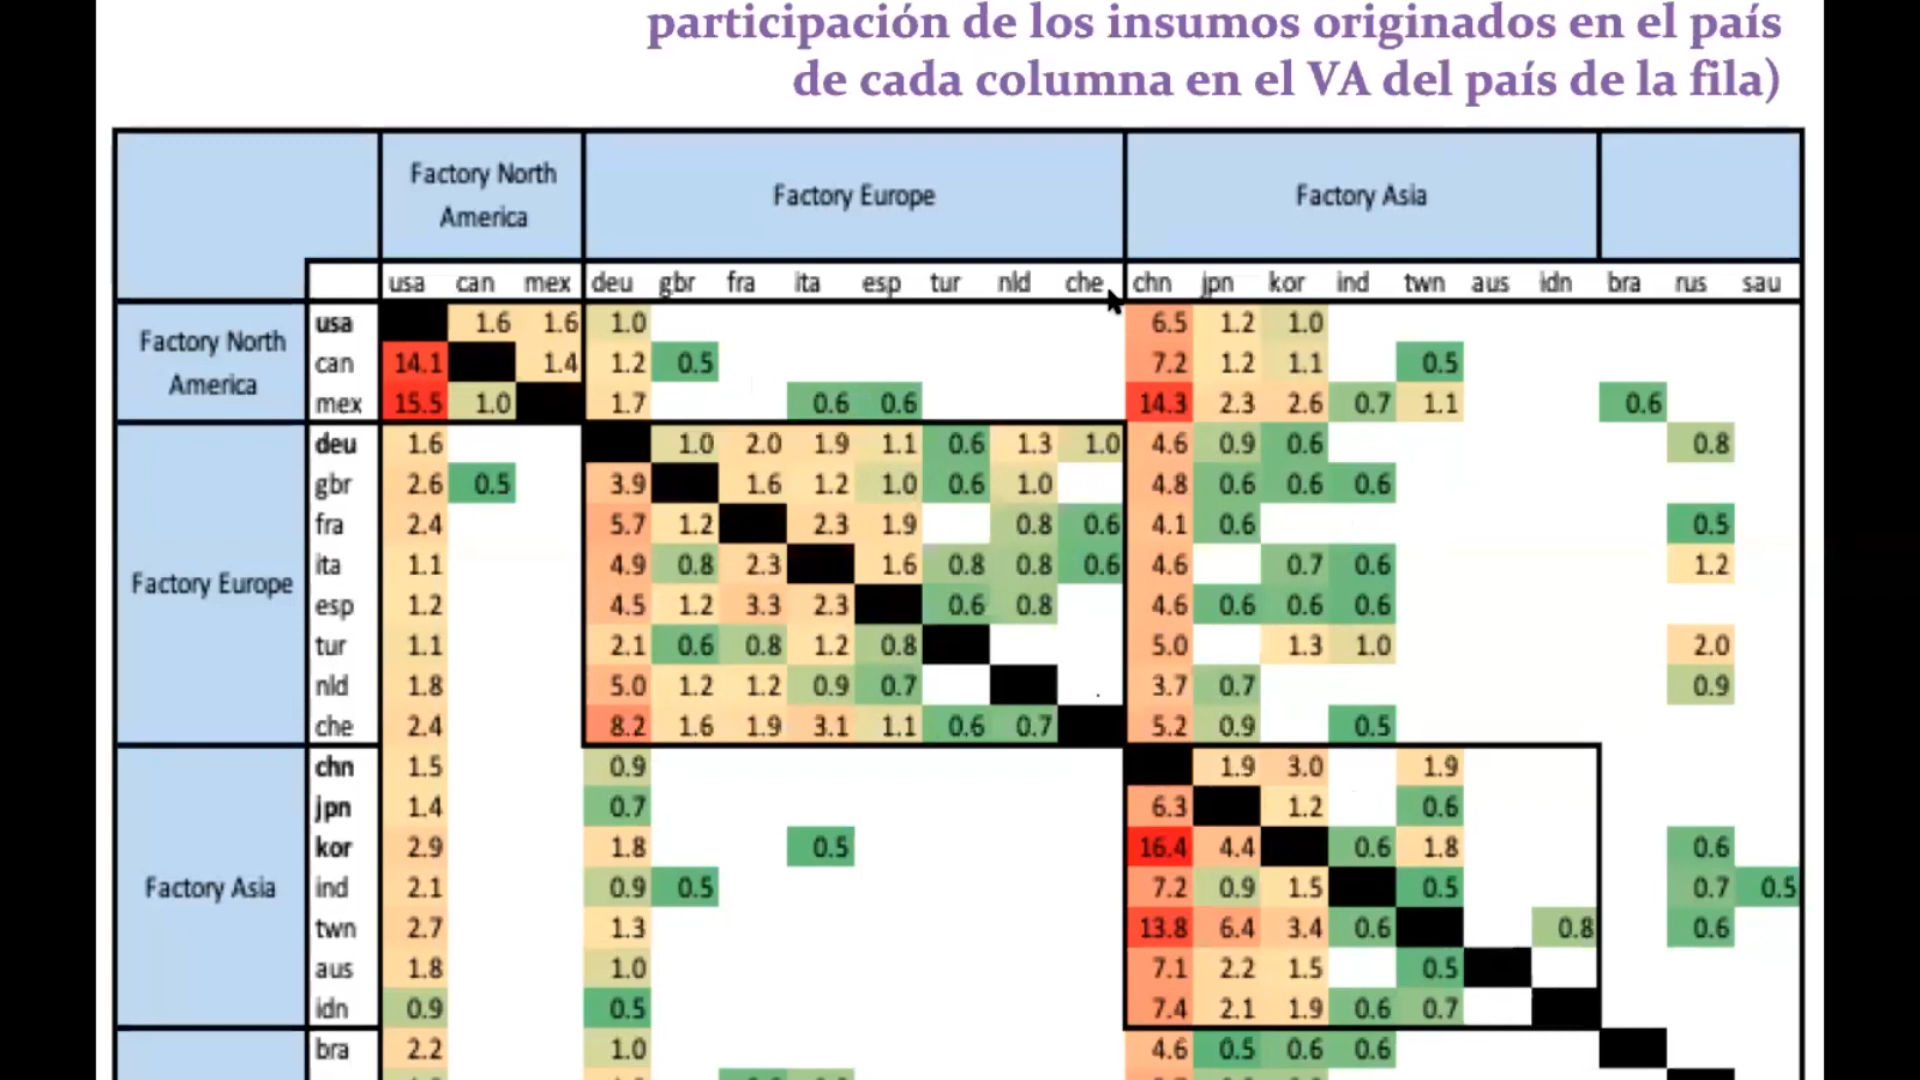 participación de los insumos originados en el país
de cada columna en el VA del país de la fila)
Factory North
America
Factory Europe
Factory Asia
usa can mex deu gbr fra ita esp tur nld che chn jpn kor ind twn aus idn bra rus sau
Factory North
America
usa 1.6 1.6 1.0 6.5 1.2 1.0
can 14.1 1.4 1.2 0.5 7.2 1.2 1.1 0.5
mex 15.5 1.0 1.7 0.6 0.6 14.3 2.3 2.6 0.7 1.1 0.6
Factory Europe
deu 1.6 1.0 2.0 1.9 1.1 0.6 1.3 1.0 4.6 0.9 0.6 0.8
gbr 2.6 0.5 3.9 1.6 1.2 1.0 0.6 1.0 4.8 0.6 0.6 0.6
fra 2.4 5.7 1.2 2.3 1.9 0.8 0.6 4.1 0.6 0.5
ita 1.1 4.9 0.8 2.3 1.6 0.8 0.8 0.6 4.6 0.7 0.6 1.2
esp 1.2 4.5 1.2 3.3 2.3 0.6 0.8 4.6 0.6 0.6 0.6
tur 1.1 2.1 0.6 0.8 1.2 0.8 5.0 1.3 1.0 2.0
nld 1.8 5.0 1.2 1.2 0.9 0.7 3.7 0.7 0.9
che 2.4 8.2 1.6 1.9 3.1 1.1 0.6 0.7 5.2 0.9 0.5
Factory Asia
chn 1.5 0.9 1.9 3.0 1.9
jpn 1.4 0.7 6.3 1.2 0.6
kor 2.9 1.8 0.5 16.4 4.4 0.6 1.8 0.6
ind 2.1 0.9 0.5 7.2 0.9 1.5 0.5 0.7 0.5
twn 2.7 1.3 13.8 6.4 3.4 0.6 0.8 0.6
aus 1.8 1.0 7.1 2.2 1.5 0.5
idn 0.9 0.5 7.4 2.1 1.9 0.6 0.7
bra 2.2 1.0 4.6 0.5 0.6 0.6